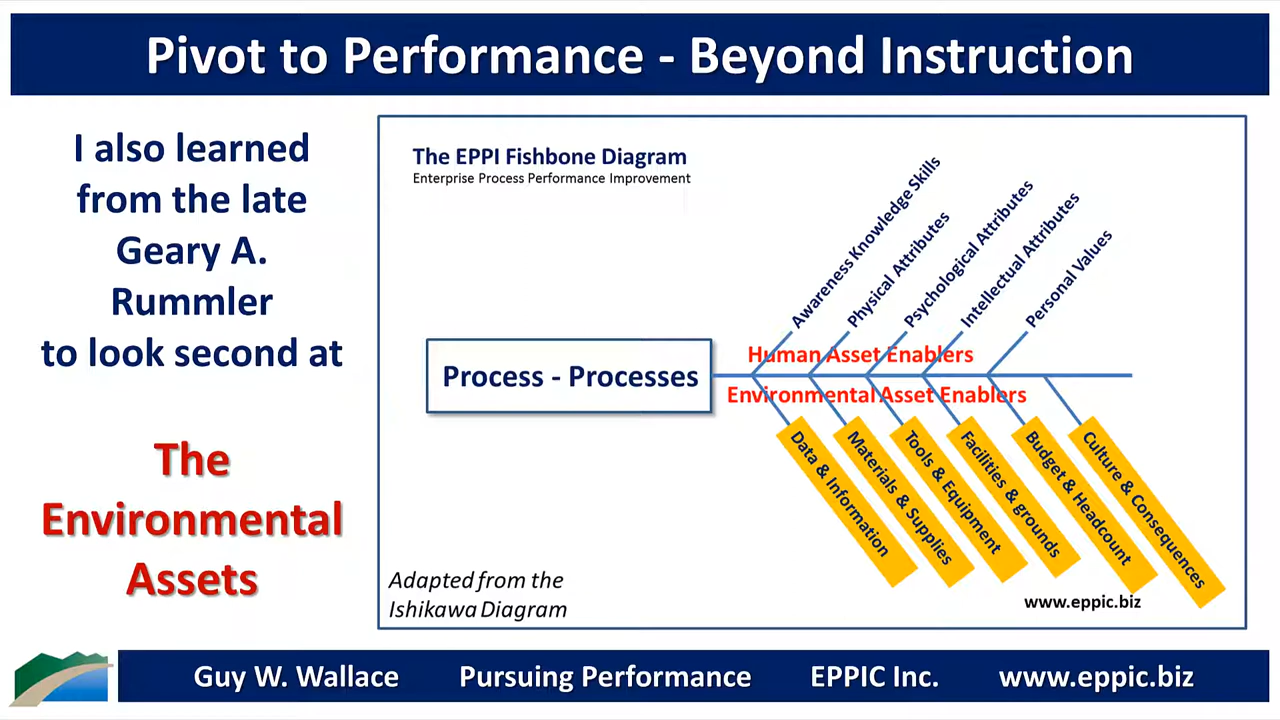 Pivot to Performance - Beyond Instruction
I also learned
from the late
Geary A.
Rummler
to look second at
The
Environmental
Assets
The EPPI Fishbone Diagram
Enterprise Process Performance Improvement
Awareness Knowledge Skills
Physical Attributes
Psychological Attributes
Intellectual Attributes
Personal Values
Human Asset Enablers
Process - Processes
Environmental Asset Enablers
Data & Information
Materials & Supplies
Tools & Equipment
Facilities & grounds
Budget & Headcount
Culture & Consequences
Adapted from the
Ishikawa Diagram
www.eppic.biz
Guy W. Wallace Pursuing Performance EPPIC Inc. www.eppic.biz